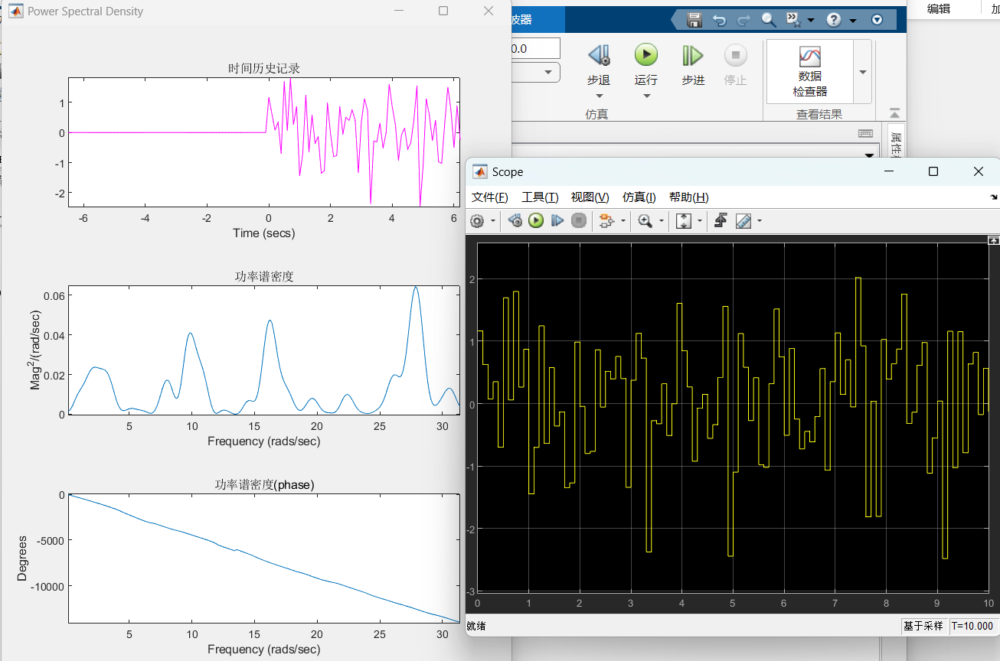 Power Spectral Density
时间历史记录
1
0
-1
-2
-6
-4
-2
0
2
4
6
Time (secs)
功率谱密度
0.06
0.04
0.02
0
Mag²/(rad/sec)
5
10
15
20
25
30
Frequency (rads/sec)
功率谱密度(phase)
0
-5000
-10000
Degrees
5
10
15
20
25
30
Frequency (rads/sec)
编辑
波器
0.0
步退
运行
步进
停止
仿真
数据
检查器
查看结果
Scope
文件(F)
工具(T)
视图(V)
仿真(I)
帮助(H)
2
1
0
-1
-2
-3
0
1
2
3
4
5
6
7
8
9
10
就绪
基于采样
T=10.000